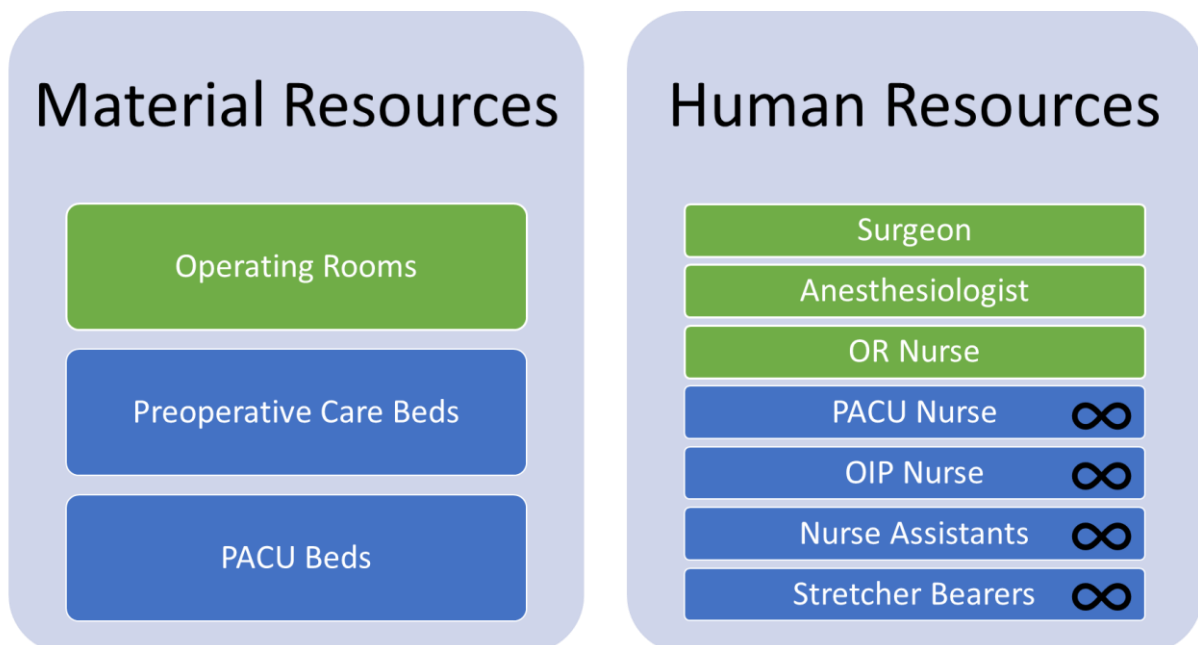 Material Resources
Operating Rooms
Preoperative Care Beds
PACU Beds
Human Resources
Surgeon
Anesthesiologist
OR Nurse
PACU Nurse ∞
OIP Nurse ∞
Nurse Assistants ∞
Stretcher Bearers ∞